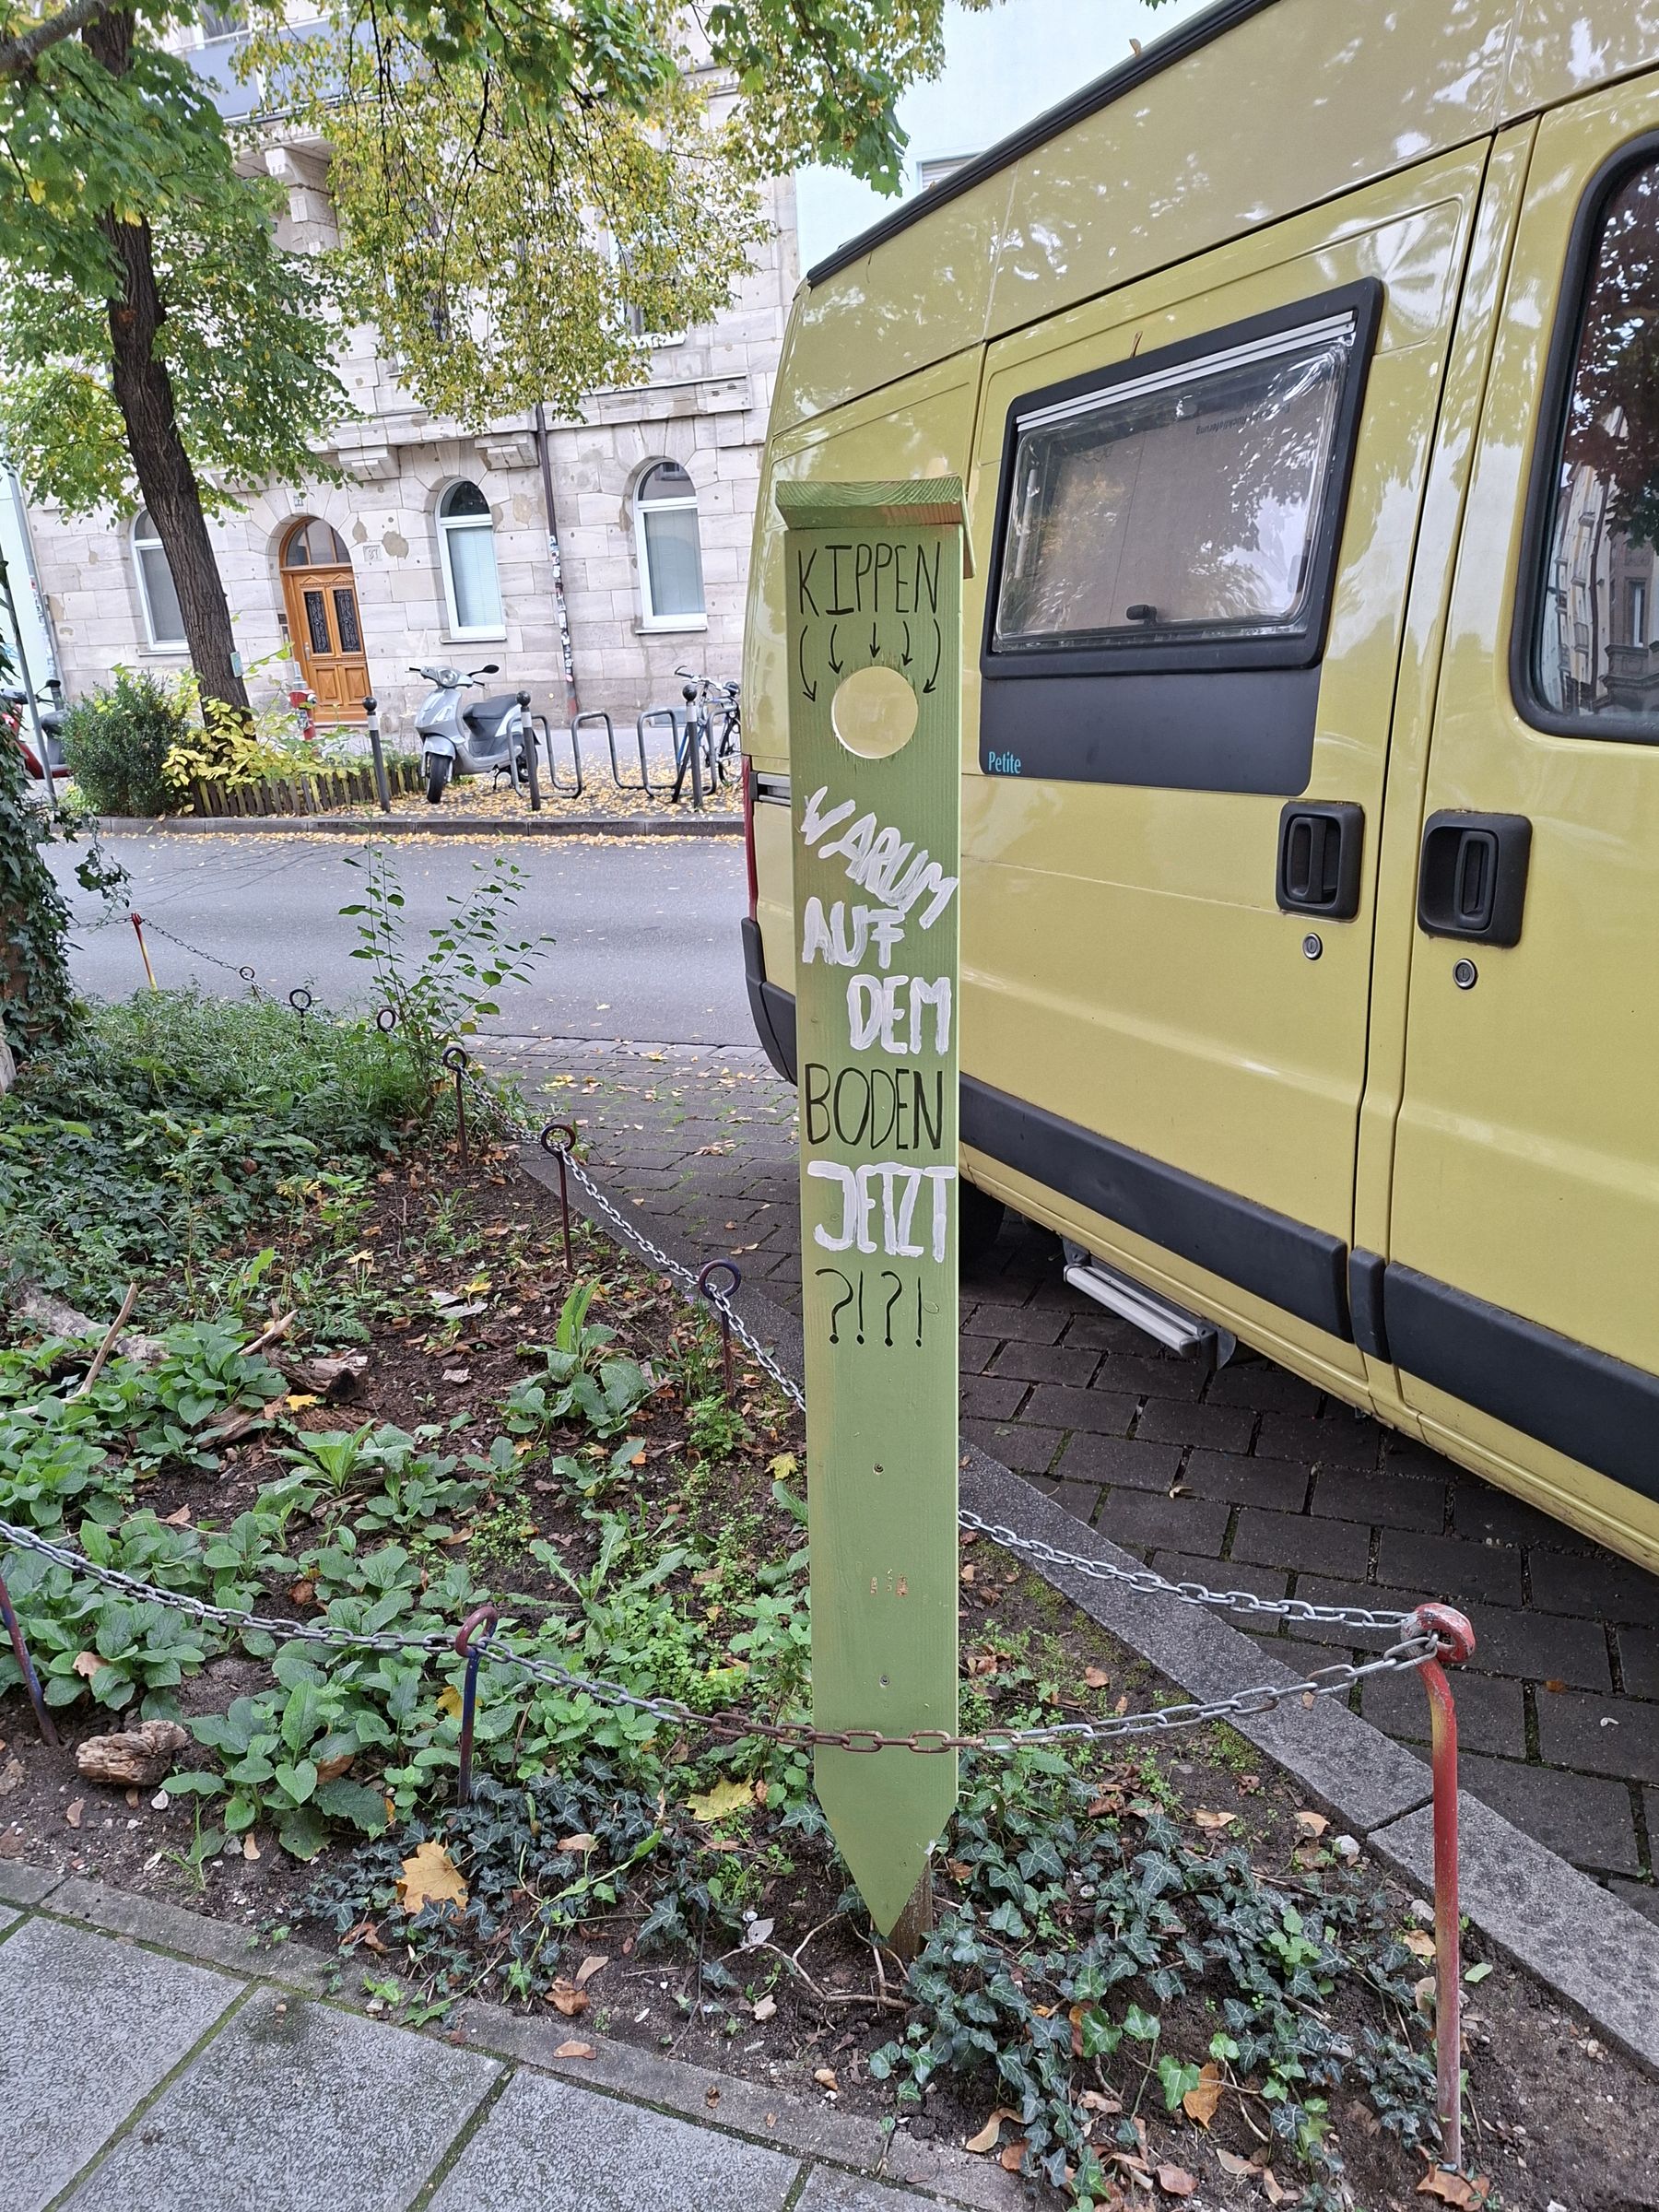 KIPPEN
WARUM
AUF
DEM
BODEN
JETZT
?!?!
Petite